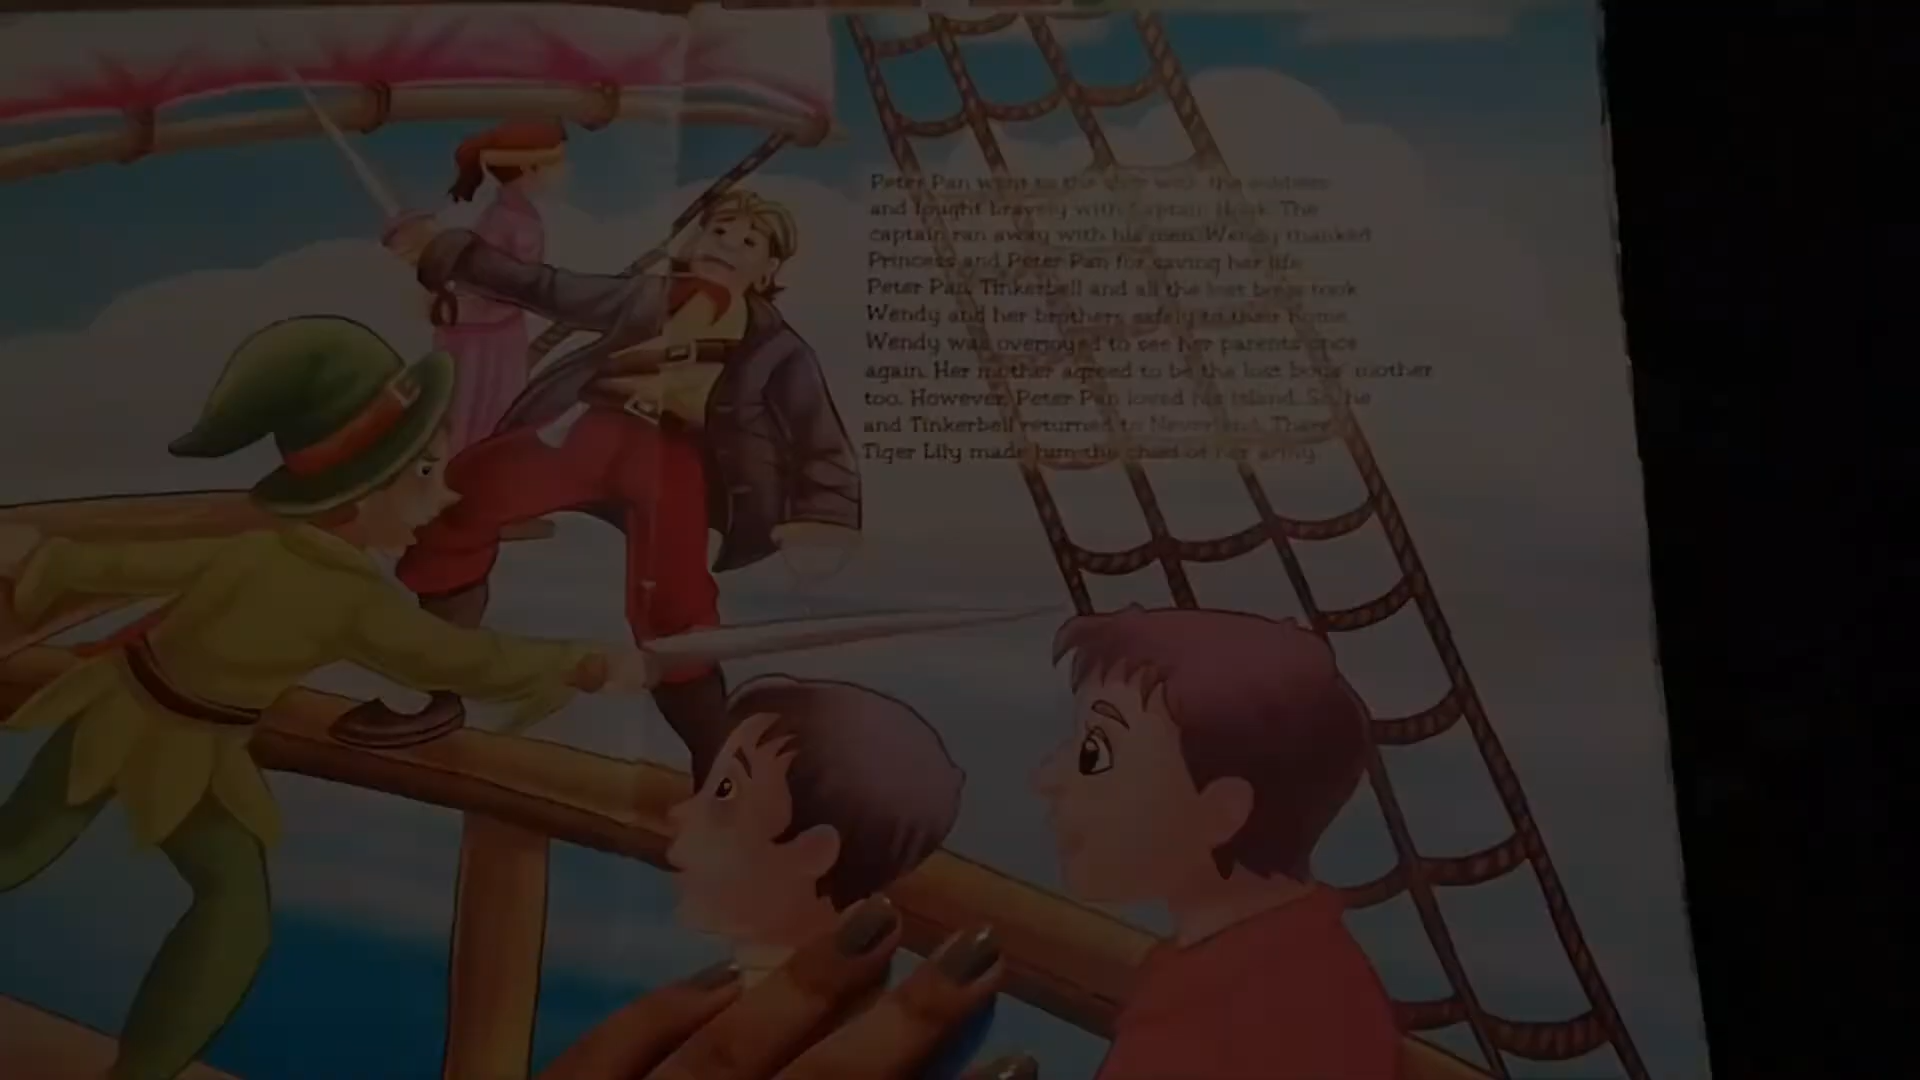 Peter Pan went to the ship with the soldiers
and fought bravely with Captain Hook. The
captain ran away with his men. Wendy thanked
Princess and Peter Pan for saving her life.
Peter Pan, Tinkerbell and all the lost boys took
Wendy and her brothers safely to their home.
Wendy was overjoyed to see her parents once
again. Her mother agreed to be the lost boys' mother
too. However, Peter Pan loved his island. So, he
and Tinkerbell returned to Neverland. There,
Tiger Lily made him the chief of her army.